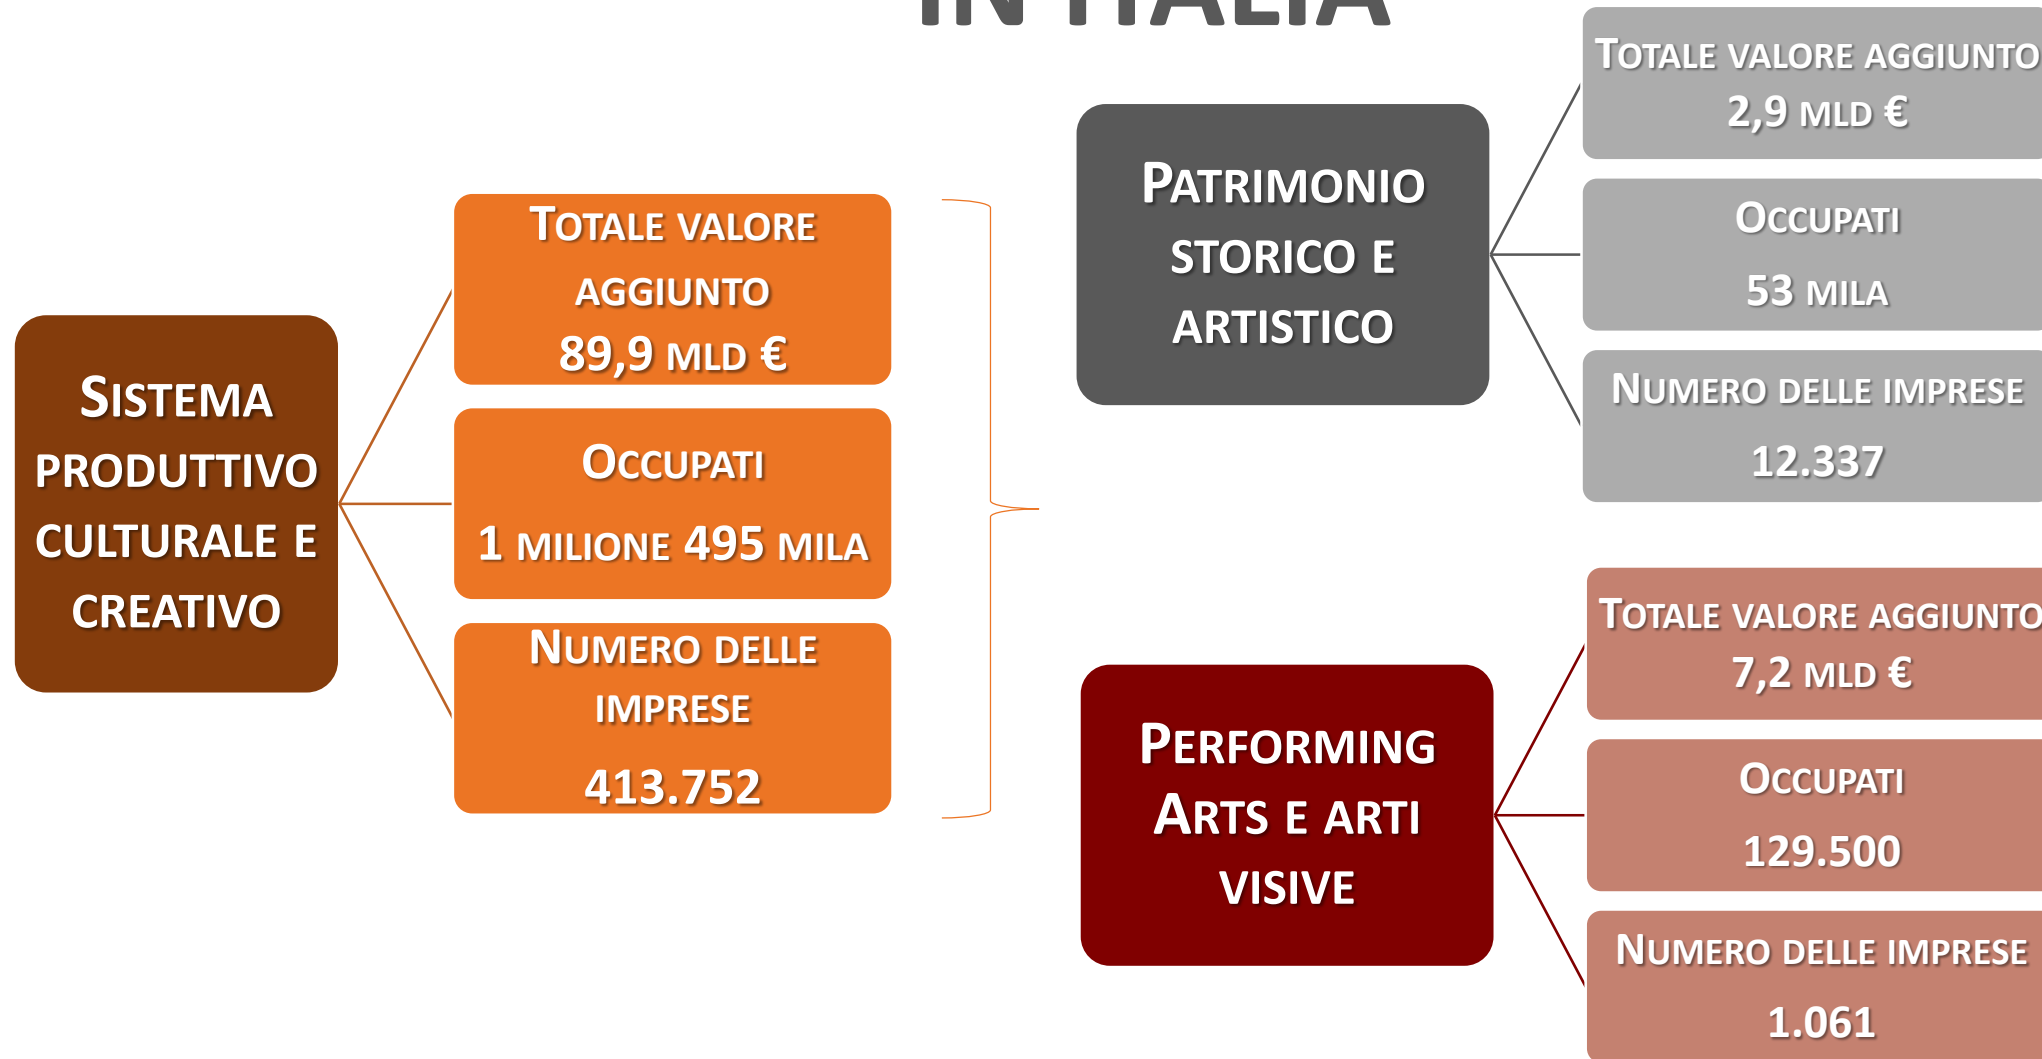 IN ITALIA
SISTEMA
PRODUTTIVO
CULTURALE E
CREATIVO
TOTALE VALORE
AGGIUNTO
89,9 MLD €
OCCUPATI
1 MILIONE 495 MILA
NUMERO DELLE
IMPRESE
413.752
PATRIMONIO
STORICO E
ARTISTICO
TOTALE VALORE AGGIUNTO
2,9 MLD €
OCCUPATI
53 MILA
NUMERO DELLE IMPRESE
12.337
PERFORMING
ARTS E ARTI
VISIVE
TOTALE VALORE AGGIUNTO
7,2 MLD €
OCCUPATI
129.500
NUMERO DELLE IMPRESE
1.061